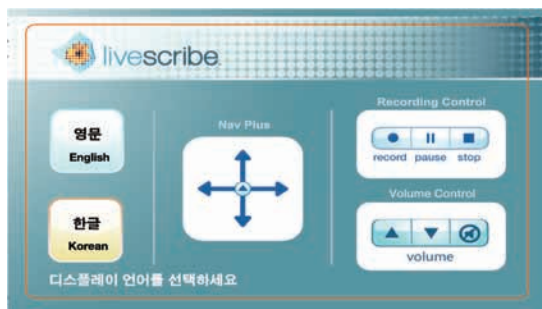 livescribe
영문
English
한글
Korean
디스플레이 언어를 선택하세요
Nav Plus
Recording Control
record pause stop
Volume Control
volume